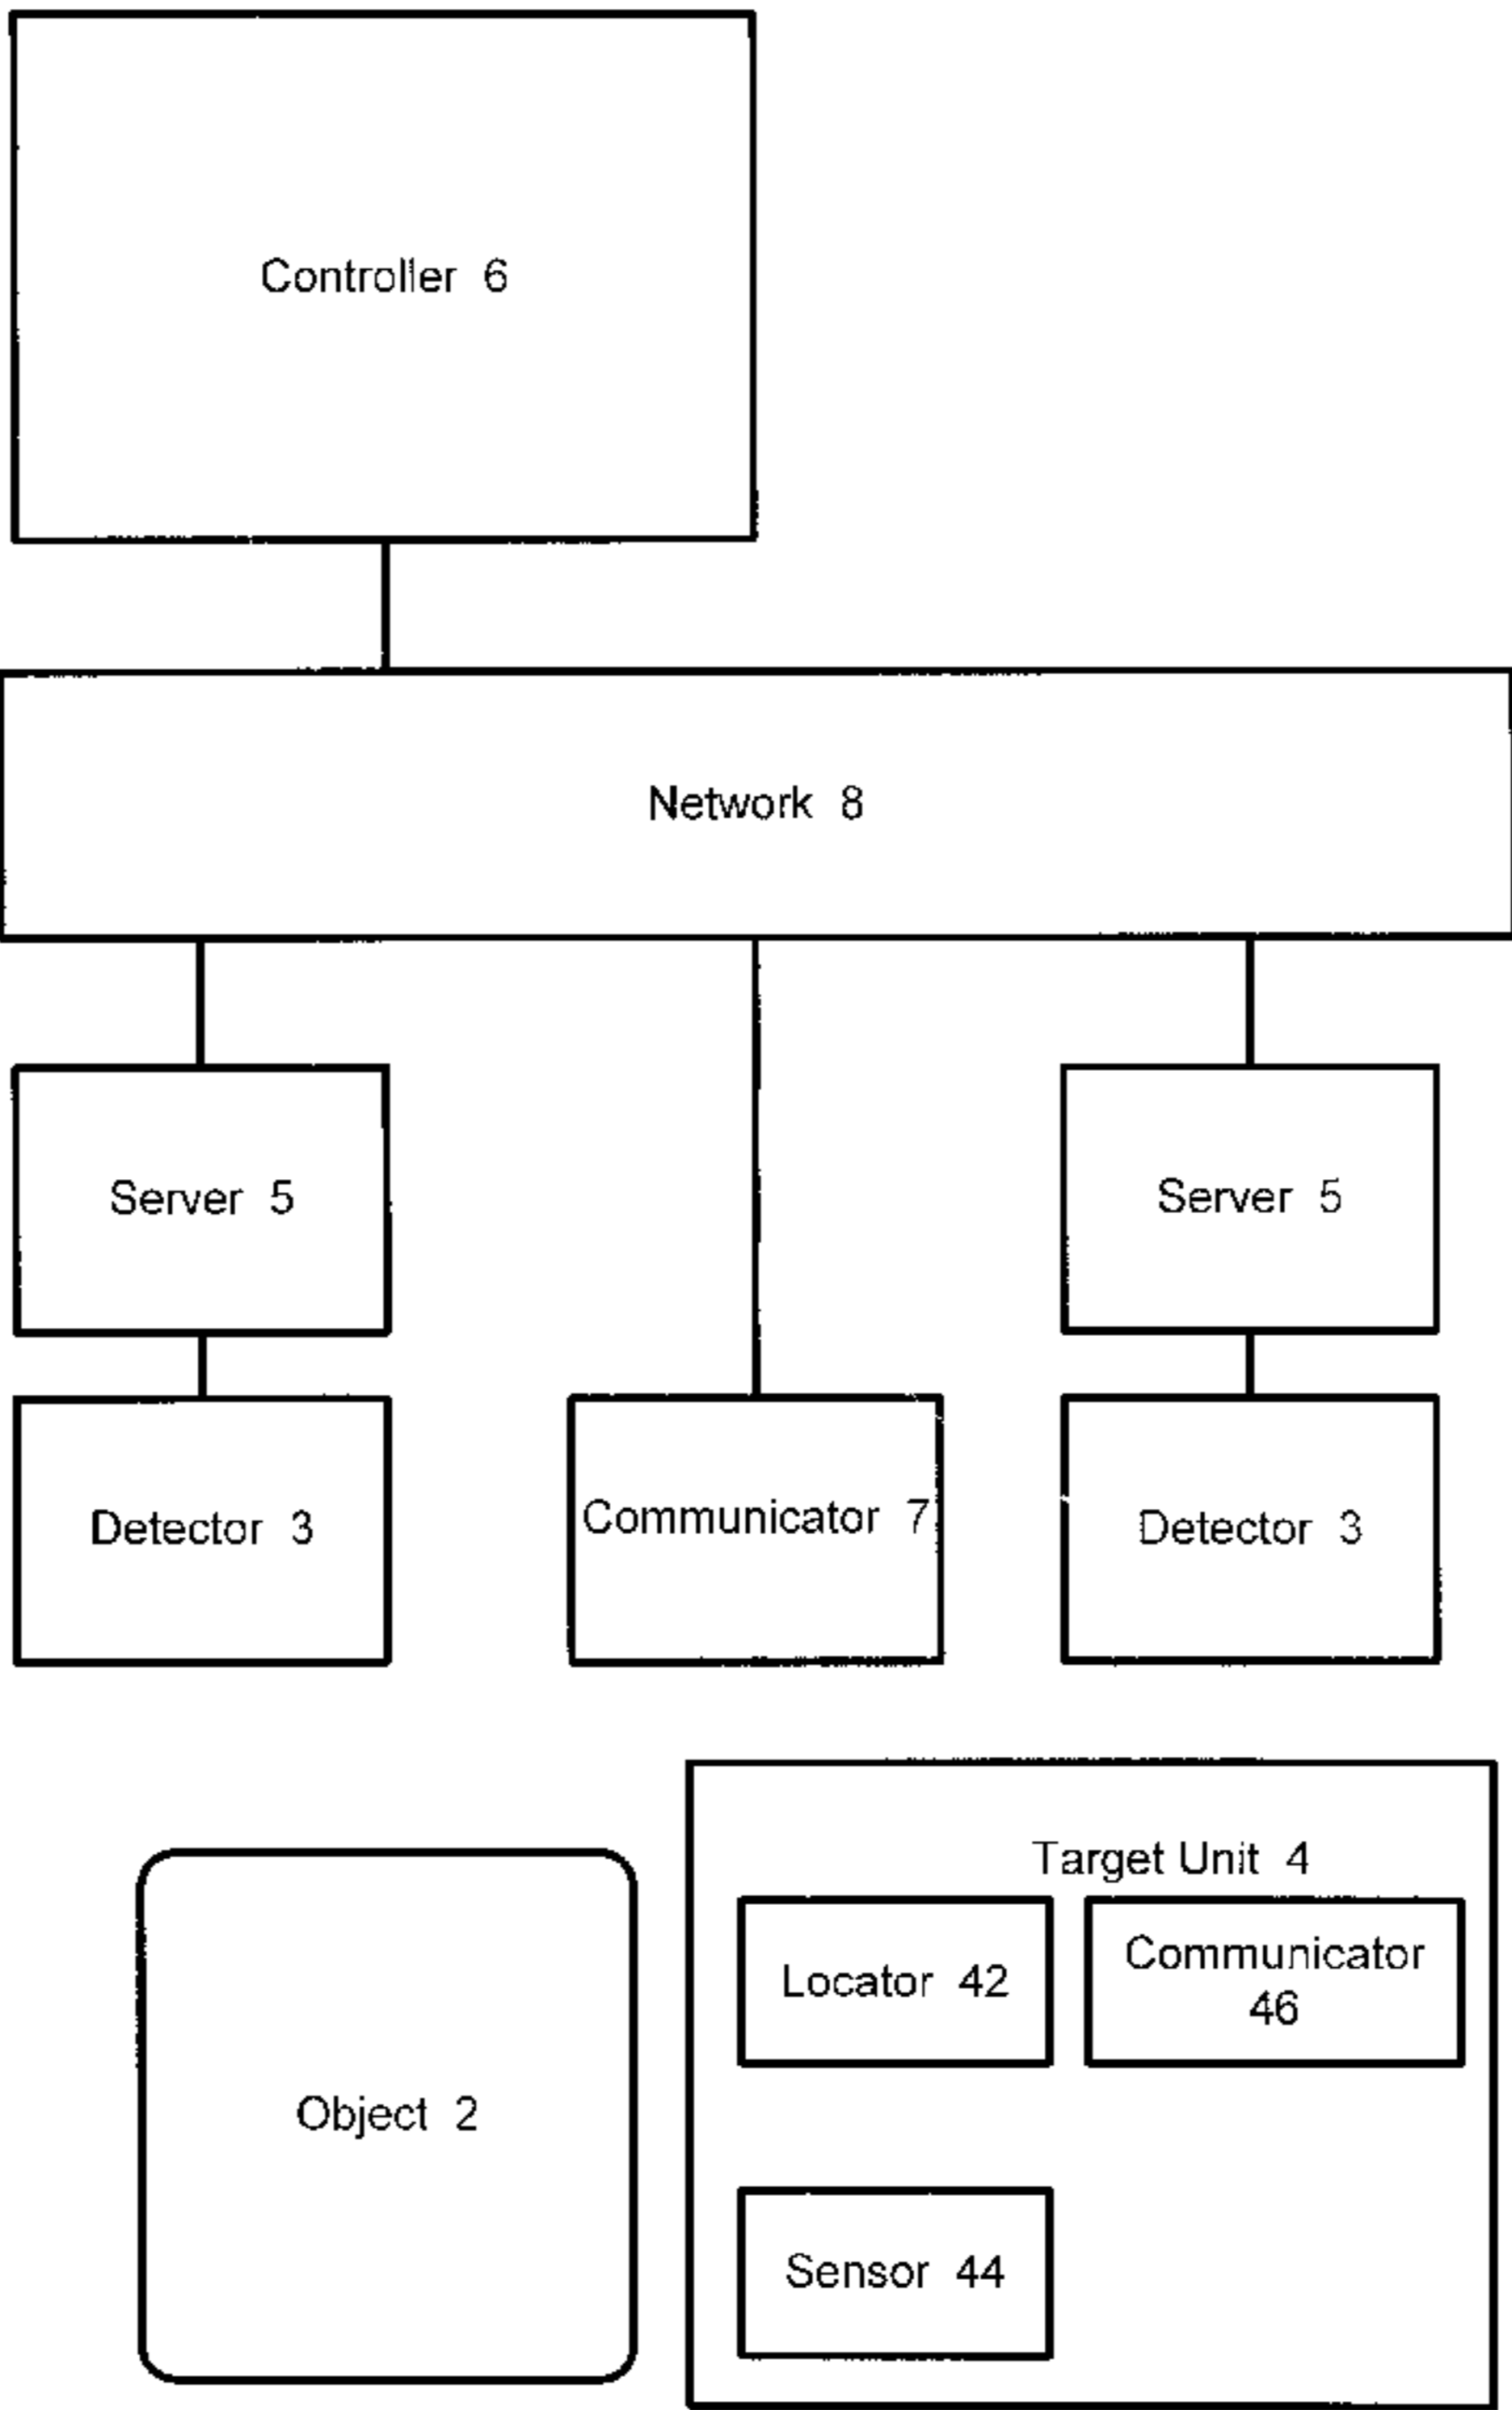 Controller 6
Network 8
Server 5
Server 5
Detector 3
Communicator 7
Detector 3
Target Unit 4
Locator 42
Communicator
46
Object 2
Sensor 44